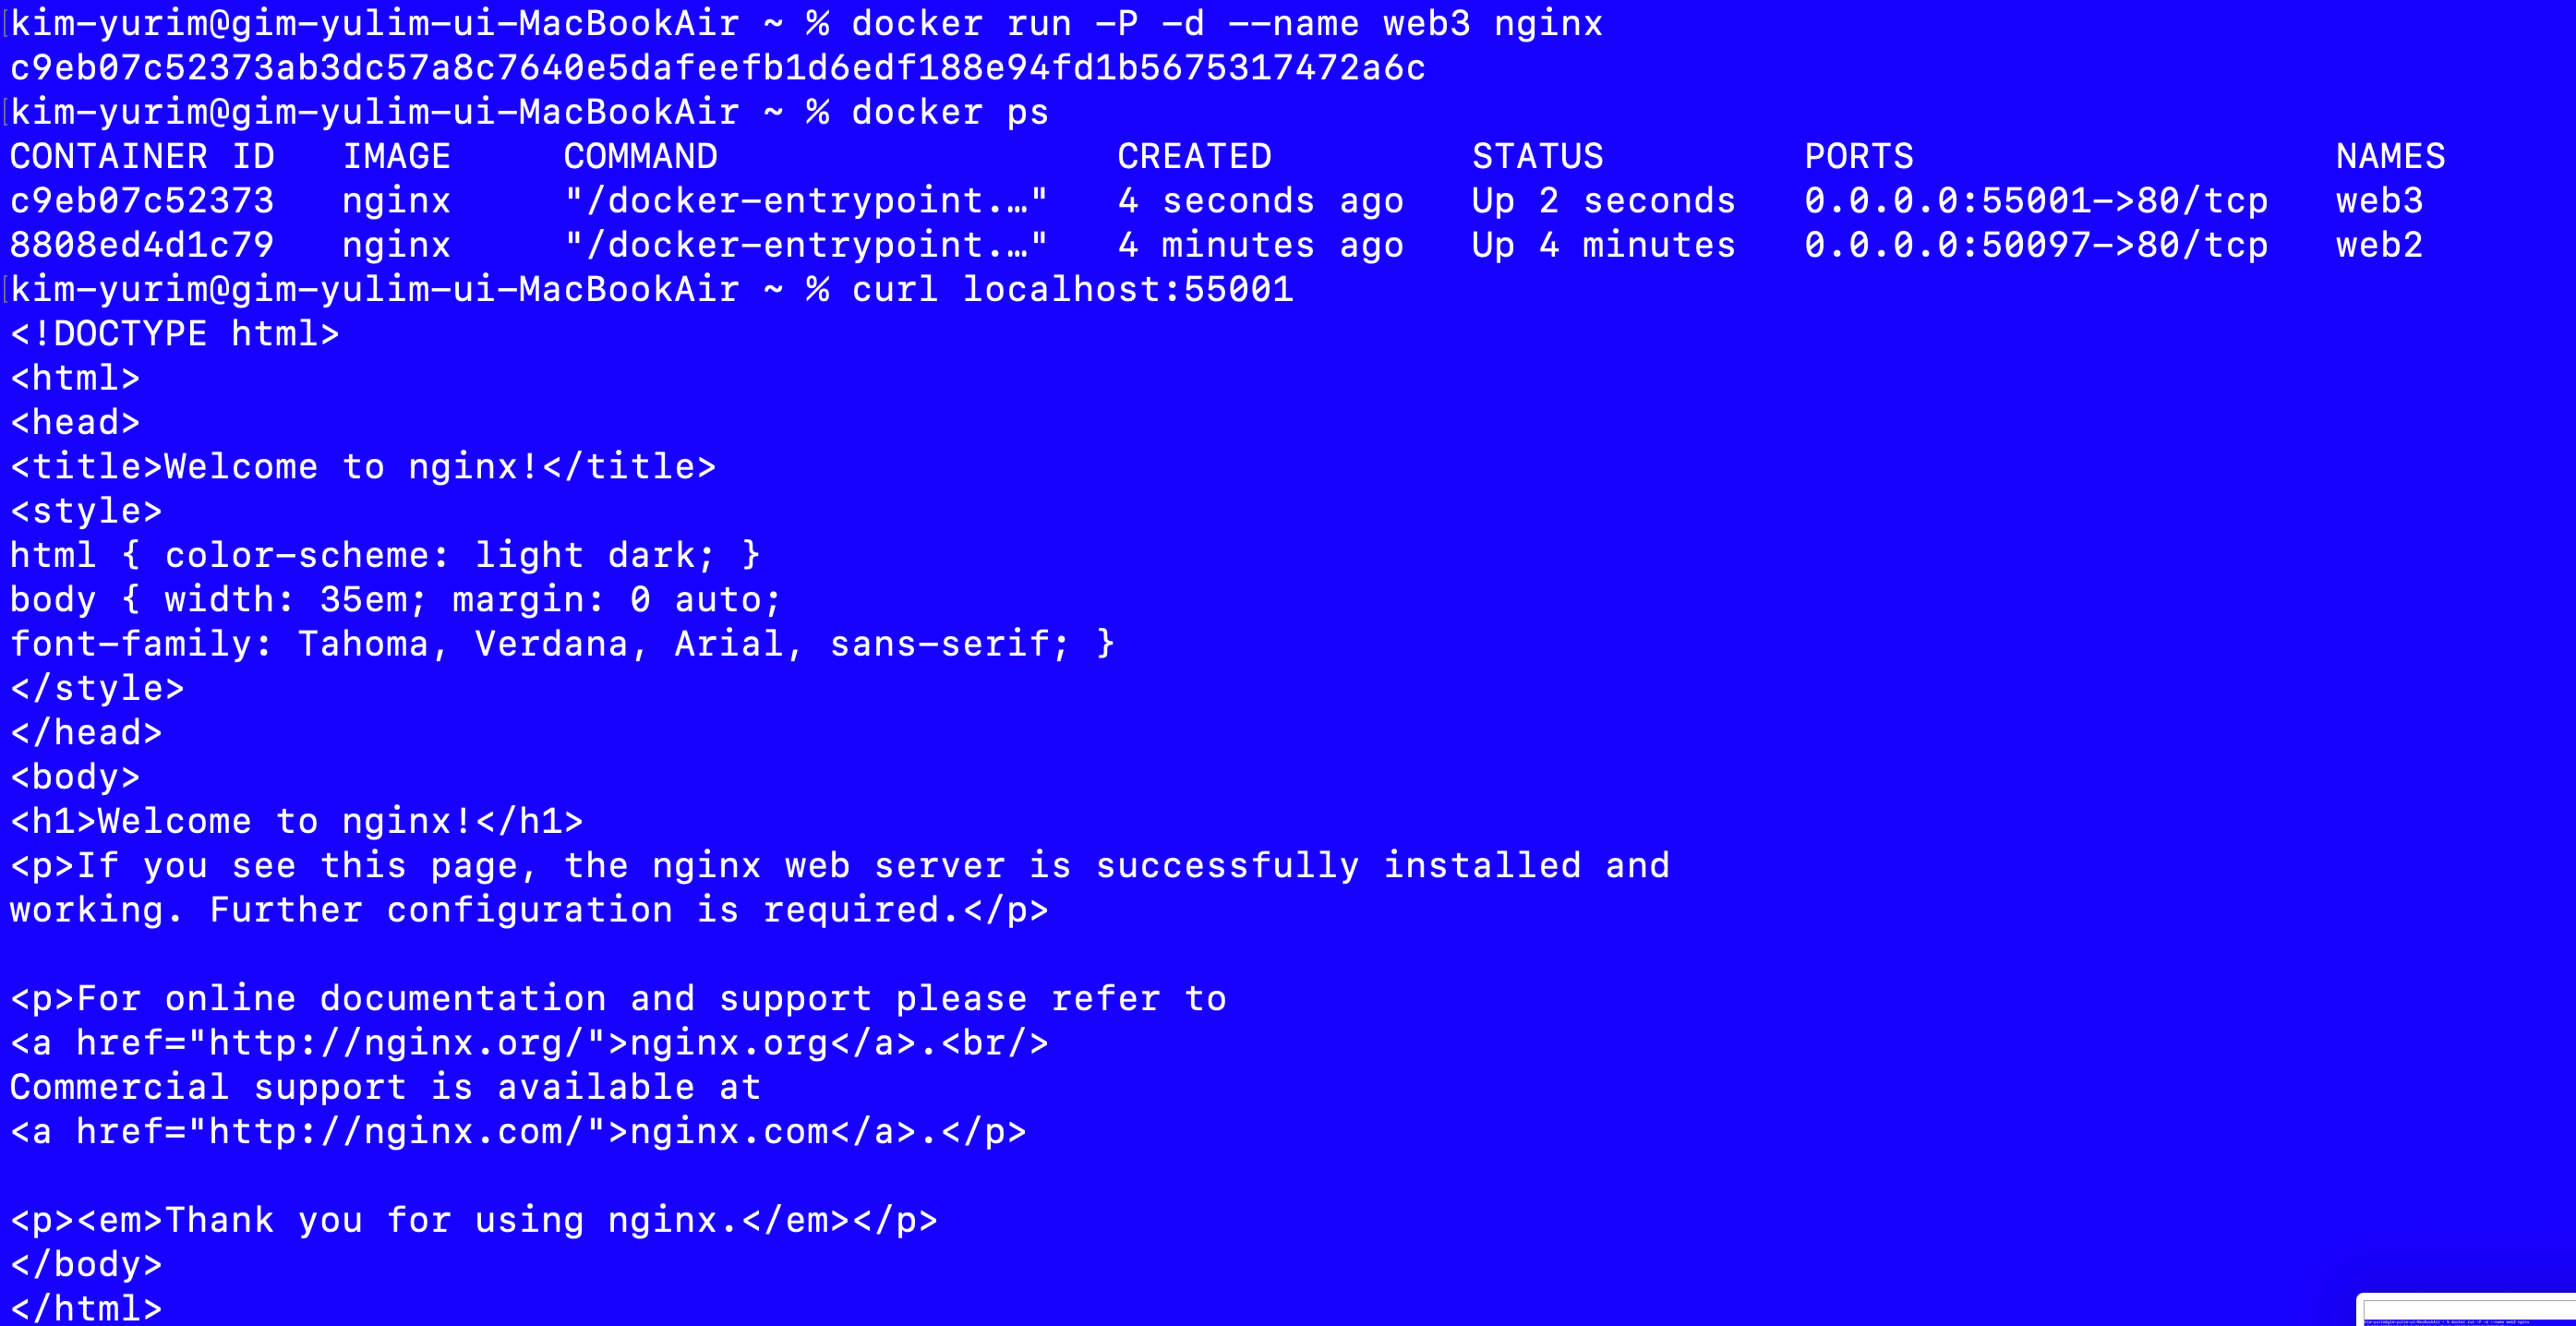 kim-yurim@gim-yulim-ui-MacBookAir ~ % docker run -P -d --name web3 nginx
c9eb07c52373ab3dc57a8c7640e5dafeefb1d6edf188e94fd1b5675317472a6c
kim-yurim@gim-yulim-ui-MacBookAir ~ % docker ps
CONTAINER ID   IMAGE     COMMAND                  CREATED         STATUS         PORTS                   NAMES
c9eb07c52373   nginx     "/docker-entrypoint.…"   4 seconds ago   Up 2 seconds   0.0.0.0:55001->80/tcp   web3
8808ed4d1c79   nginx     "/docker-entrypoint.…"   4 minutes ago   Up 4 minutes   0.0.0.0:50097->80/tcp   web2
kim-yurim@gim-yulim-ui-MacBookAir ~ % curl localhost:55001
<!DOCTYPE html>
<html>
<head>
<title>Welcome to nginx!</title>
<style>
html { color-scheme: light dark; }
body { width: 35em; margin: 0 auto;
font-family: Tahoma, Verdana, Arial, sans-serif; }
</style>
</head>
<body>
<h1>Welcome to nginx!</h1>
<p>If you see this page, the nginx web server is successfully installed and
working. Further configuration is required.</p>

<p>For online documentation and support please refer to
<a href="http://nginx.org/">nginx.org</a>.<br/>
Commercial support is available at
<a href="http://nginx.com/">nginx.com</a>.</p>

<p><em>Thank you for using nginx.</em></p>
</body>
</html>